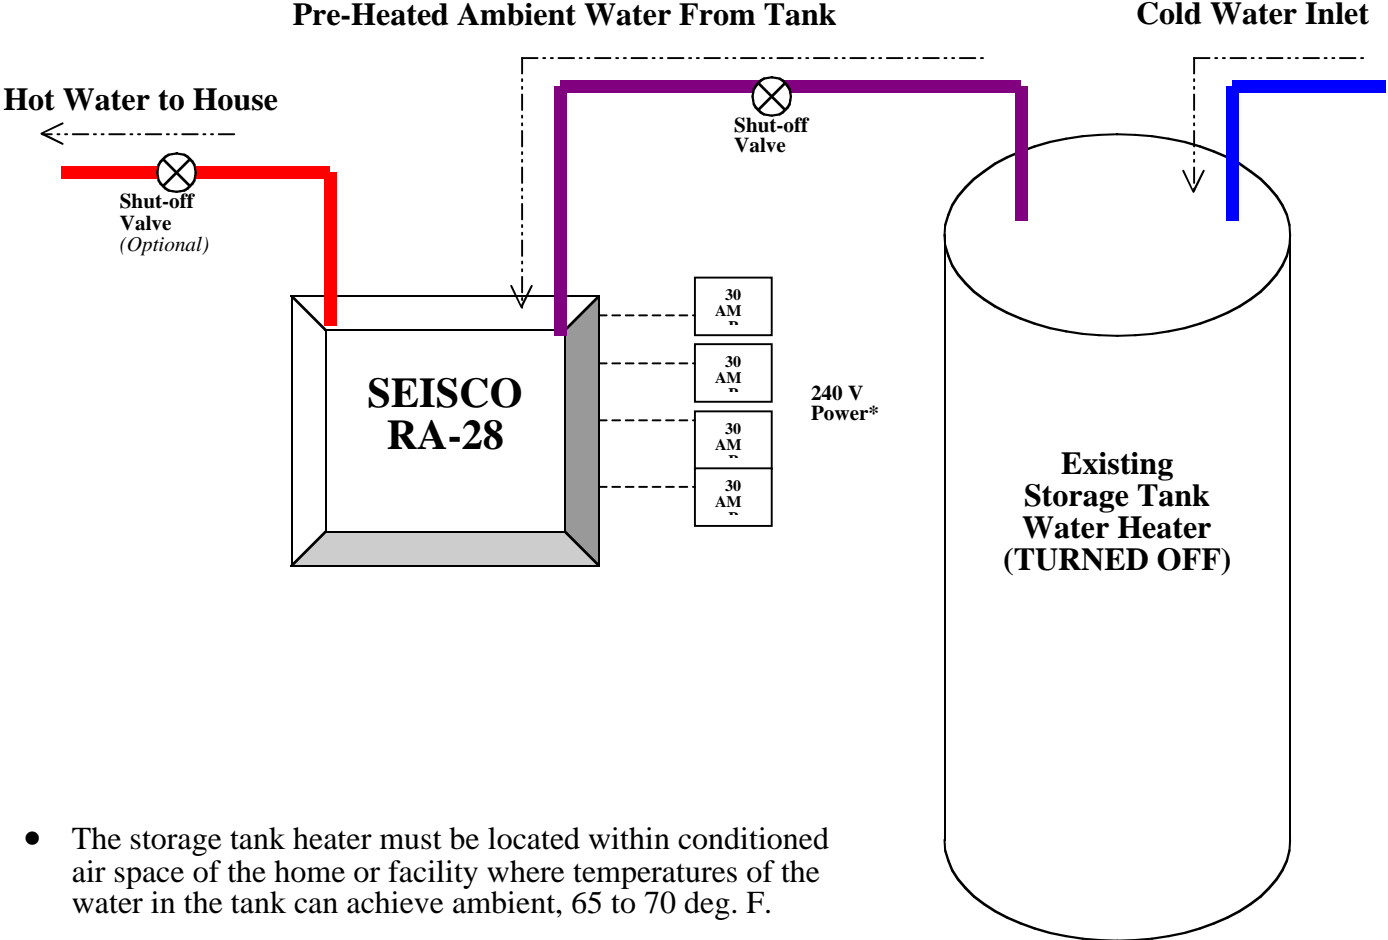 Pre-Heated Ambient Water From Tank
Cold Water Inlet
Hot Water to House
Shut-off
Valve
Shut-off
Valve
(Optional)
30
AM
30
AM
30
AM
30
AM
240 V
Power*
SEISCO
RA-28
Existing
Storage Tank
Water Heater
(TURNED OFF)
• The storage tank heater must be located within conditioned
air space of the home or facility where temperatures of the
water in the tank can achieve ambient, 65 to 70 deg. F.